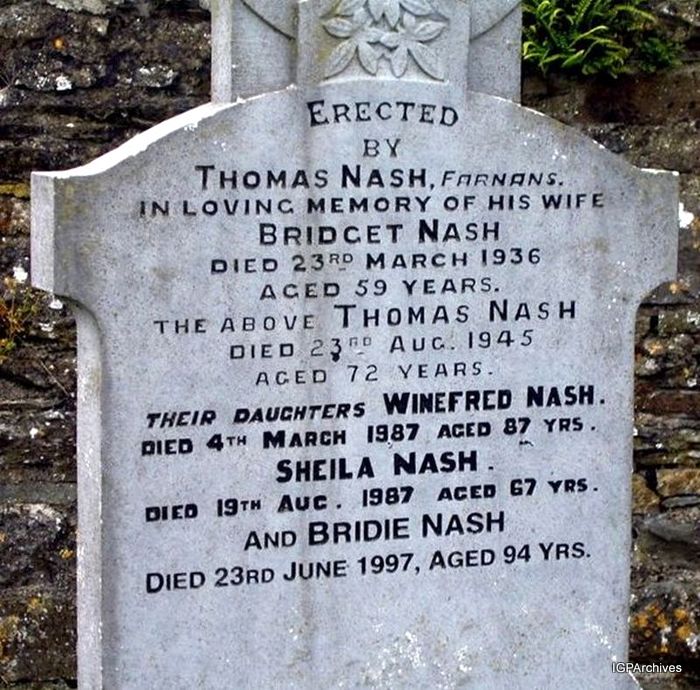 ERECTED
BY
THOMAS NASH, FARNANS.
IN LOVING MEMORY OF HIS WIFE
BRIDGET NASH
DIED 23RD MARCH 1936
AGED 59 YEARS.
THE ABOVE THOMAS NASH
DIED 23RD AUG. 1945
AGED 72 YEARS.
THEIR DAUGHTERS WINEFRED NASH.
DIED 4TH MARCH 1987 AGED 87 YRS.
SHEILA NASH.
DIED 19TH AUG. 1987 AGED 67 YRS.
AND BRIDIE NASH
DIED 23RD JUNE 1997, AGED 94 YRS.
IGPArchives